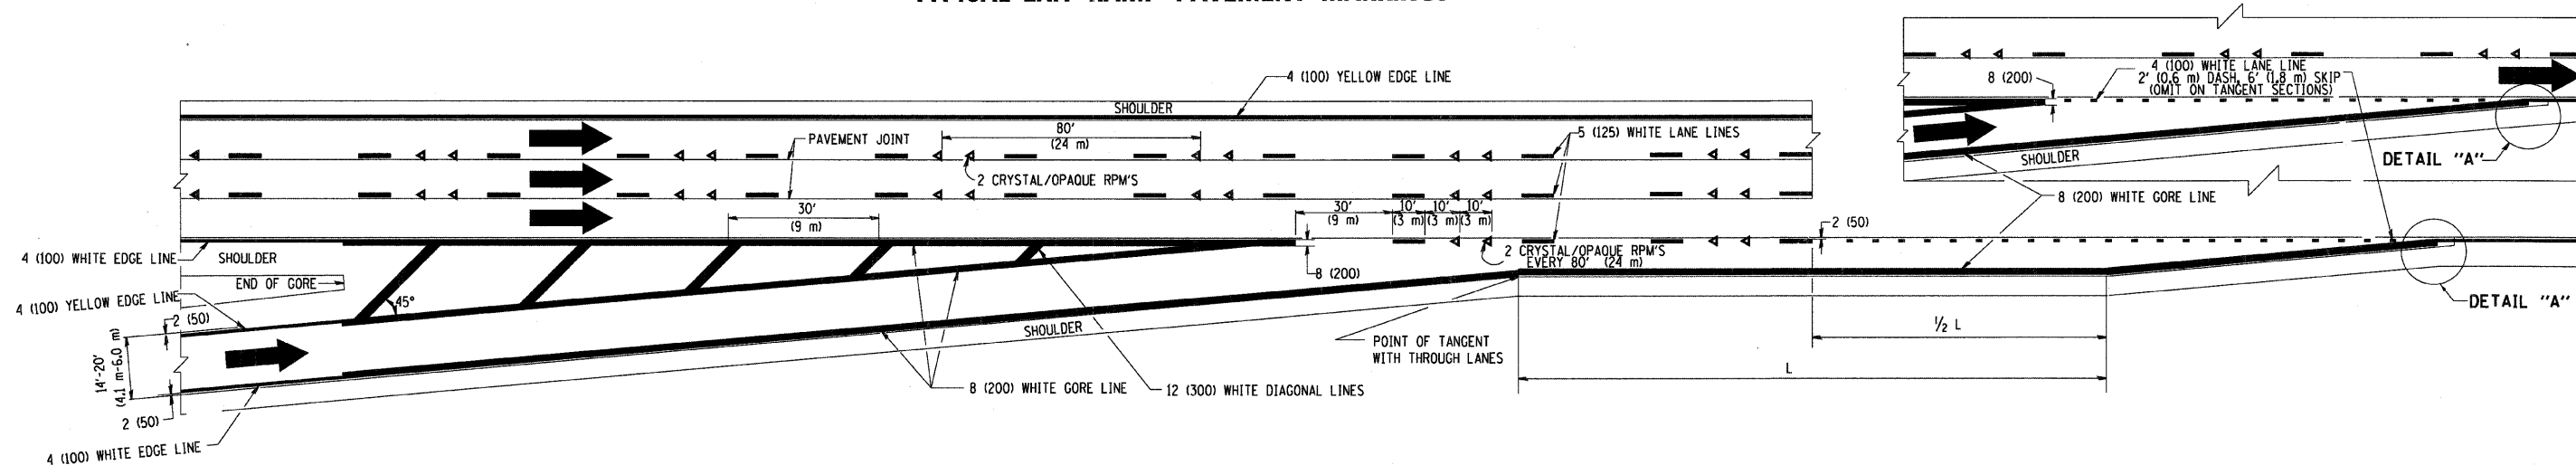 4 (100) YELLOW EDGE LINE
SHOULDER
80'
(24 m)
PAVEMENT JOINT
5 (125) WHITE LANE LINES
2 CRYSTAL/OPAQUE RPM'S
30'
(9 m)
30'
(9 m)
10' 10' 10'
(3 m) (3 m) (3 m)
2 (50)
4 (100) WHITE EDGE LINE
SHOULDER
END OF GORE
4 (100) YELLOW EDGE LINE
45°
2 (50)
14'-20'
(4.1 m-6.0 m)
2 (50)
4 (100) WHITE EDGE LINE
8 (200)
2 CRYSTAL/OPAQUE RPM'S
EVERY 80' (24 m)
SHOULDER
8 (200) WHITE GORE LINE
12 (300) WHITE DIAGONAL LINES
POINT OF TANGENT
WITH THROUGH LANES
1/2 L
L
8 (200)
4 (100) WHITE LANE LINE
2' (0.6 m) DASH, 6' (1.8 m) SKIP
(OMIT ON TANGENT SECTIONS)
SHOULDER
DETAIL "A"
8 (200) WHITE GORE LINE
DETAIL "A"